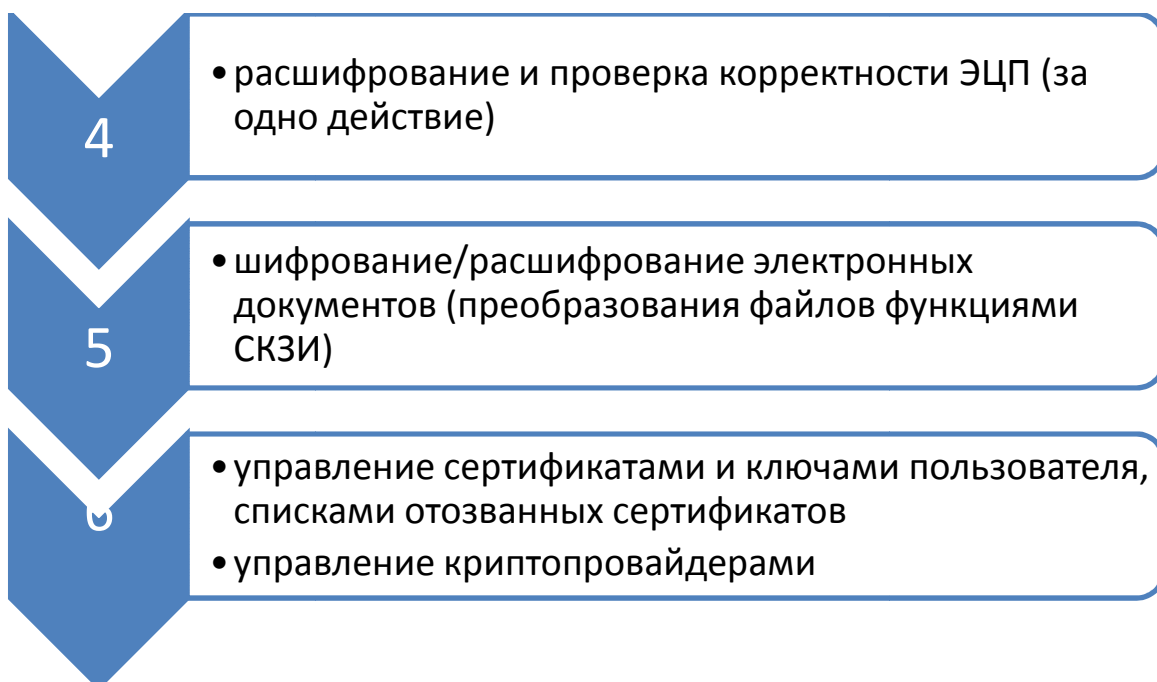 4
• расшифрование и проверка корректности ЭЦП (за
одно действие)
5
• шифрование/расшифрование электронных
документов (преобразования файлов функциями
СКЗИ)
6
• управление сертификатами и ключами пользователя,
списками отозванных сертификатов
• управление криптопровайдерами